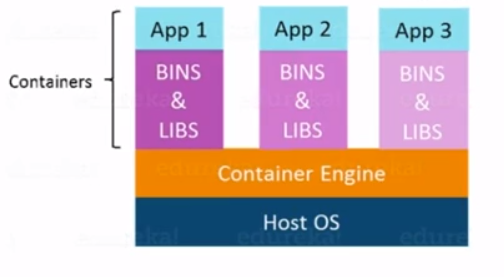 App 1
App 2
App 3
Containers
BINS
&
LIBS
BINS
&
LIBS
BINS
&
LIBS
Container Engine
Host OS